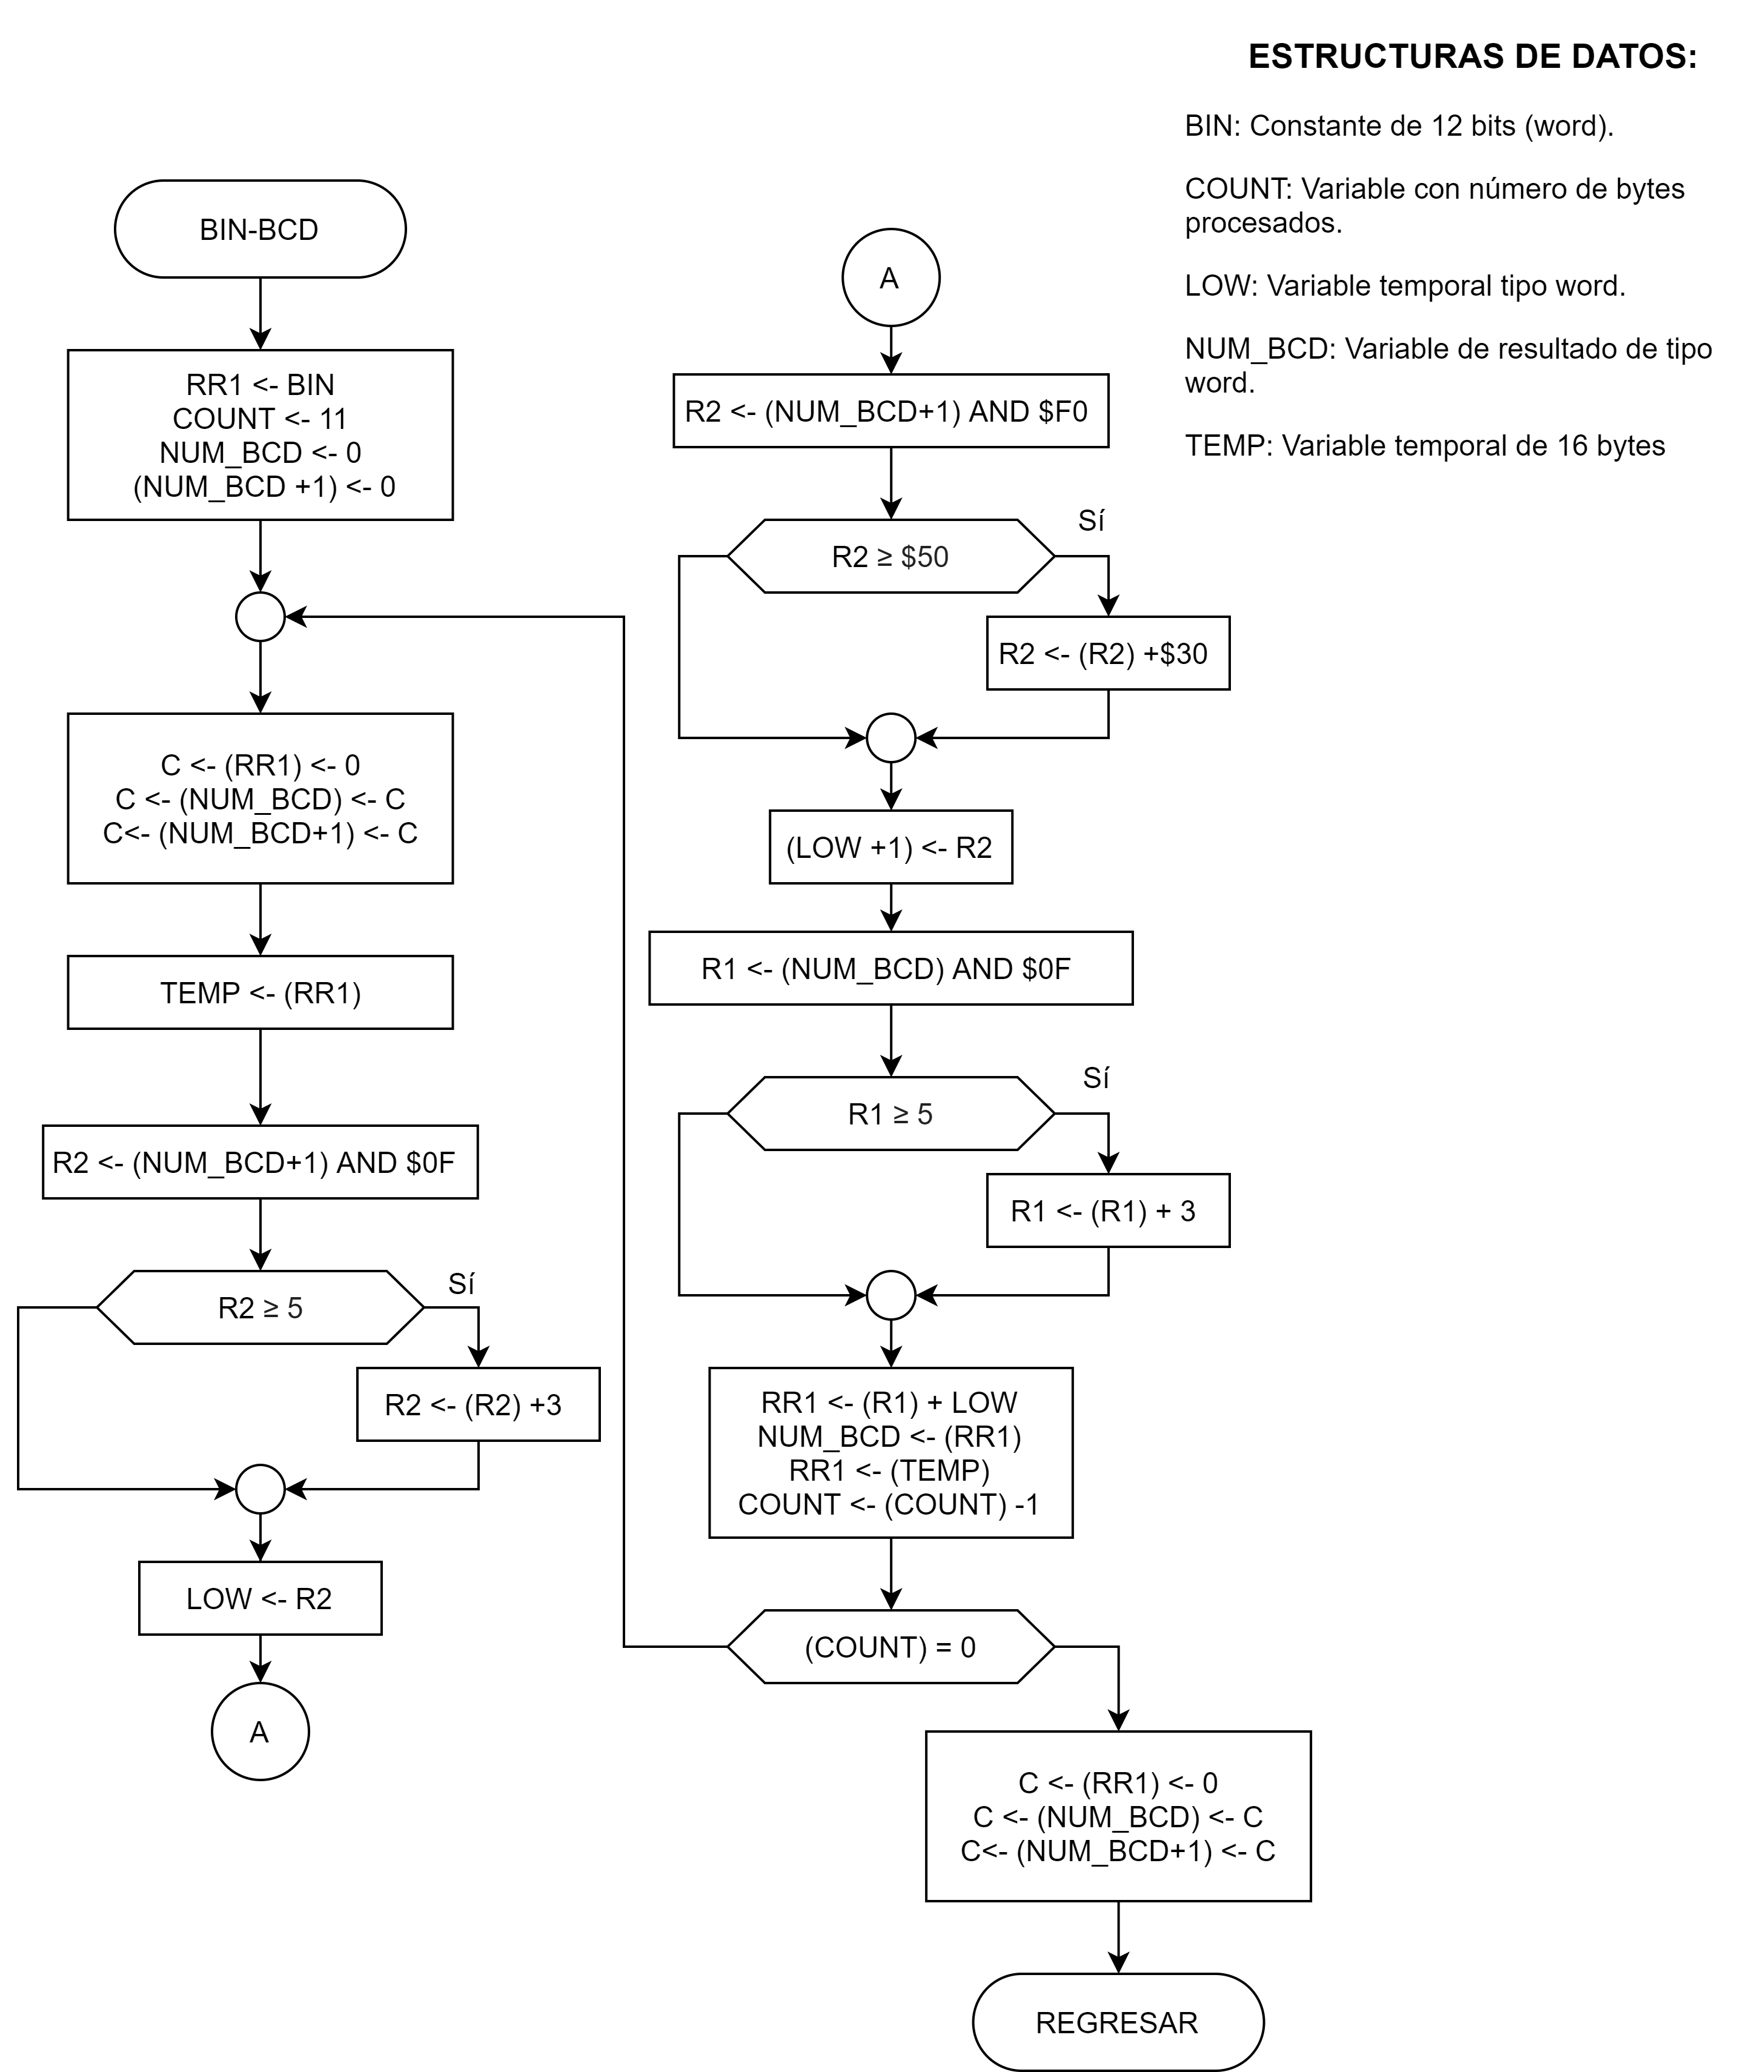 ESTRUCTURAS DE DATOS:
BIN: Constante de 12 bits (word).
COUNT: Variable con número de bytes
procesados.
LOW: Variable temporal tipo word.
NUM_BCD: Variable de resultado de tipo
word.
TEMP: Variable temporal de 16 bytes
BIN-BCD
RR1 <- BIN
COUNT <- 11
NUM_BCD <- 0
(NUM_BCD +1) <- 0
C <- (RR1) <- 0
C <- (NUM_BCD) <- C
C<- (NUM_BCD+1) <- C
TEMP <- (RR1)
R2 <- (NUM_BCD+1) AND $0F
R2 ≥ 5
Sí
R2 <- (R2) +3
LOW <- R2
A
A
R2 <- (NUM_BCD+1) AND $F0
R2 ≥ $50
Sí
R2 <- (R2) +$30
(LOW +1) <- R2
R1 <- (NUM_BCD) AND $0F
R1 ≥ 5
Sí
R1 <- (R1) + 3
RR1 <- (R1) + LOW
NUM_BCD <- (RR1)
RR1 <- (TEMP)
COUNT <- (COUNT) -1
(COUNT) = 0
C <- (RR1) <- 0
C <- (NUM_BCD) <- C
C<- (NUM_BCD+1) <- C
REGRESAR